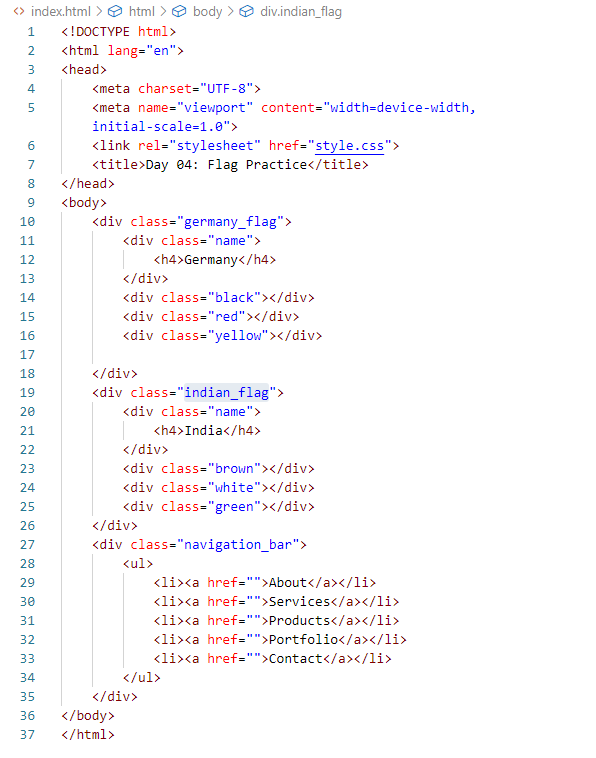 <> index.html > html > body > div.indian_flag
1 <!DOCTYPE html>
2 <html lang="en">
3 <head>
4 <meta charset="UTF-8">
5 <meta name="viewport" content="width=device-width,
initial-scale=1.0">
6 <link rel="stylesheet" href="style.css">
7 <title>Day 04: Flag Practice</title>
8 </head>
9 <body>
10 <div class="germany_flag">
11 <div class="name">
12 <h4>Germany</h4>
13 </div>
14 <div class="black"></div>
15 <div class="red"></div>
16 <div class="yellow"></div>
17
18 </div>
19 <div class="indian_flag">
20 <div class="name">
21 <h4>India</h4>
22 </div>
23 <div class="brown"></div>
24 <div class="white"></div>
25 <div class="green"></div>
26 </div>
27 <div class="navigation_bar">
28 <ul>
29 <li><a href="">About</a></li>
30 <li><a href="">Services</a></li>
31 <li><a href="">Products</a></li>
32 <li><a href="">Portfolio</a></li>
33 <li><a href="">Contact</a></li>
34 </ul>
35 </div>
36 </body>
37 </html>